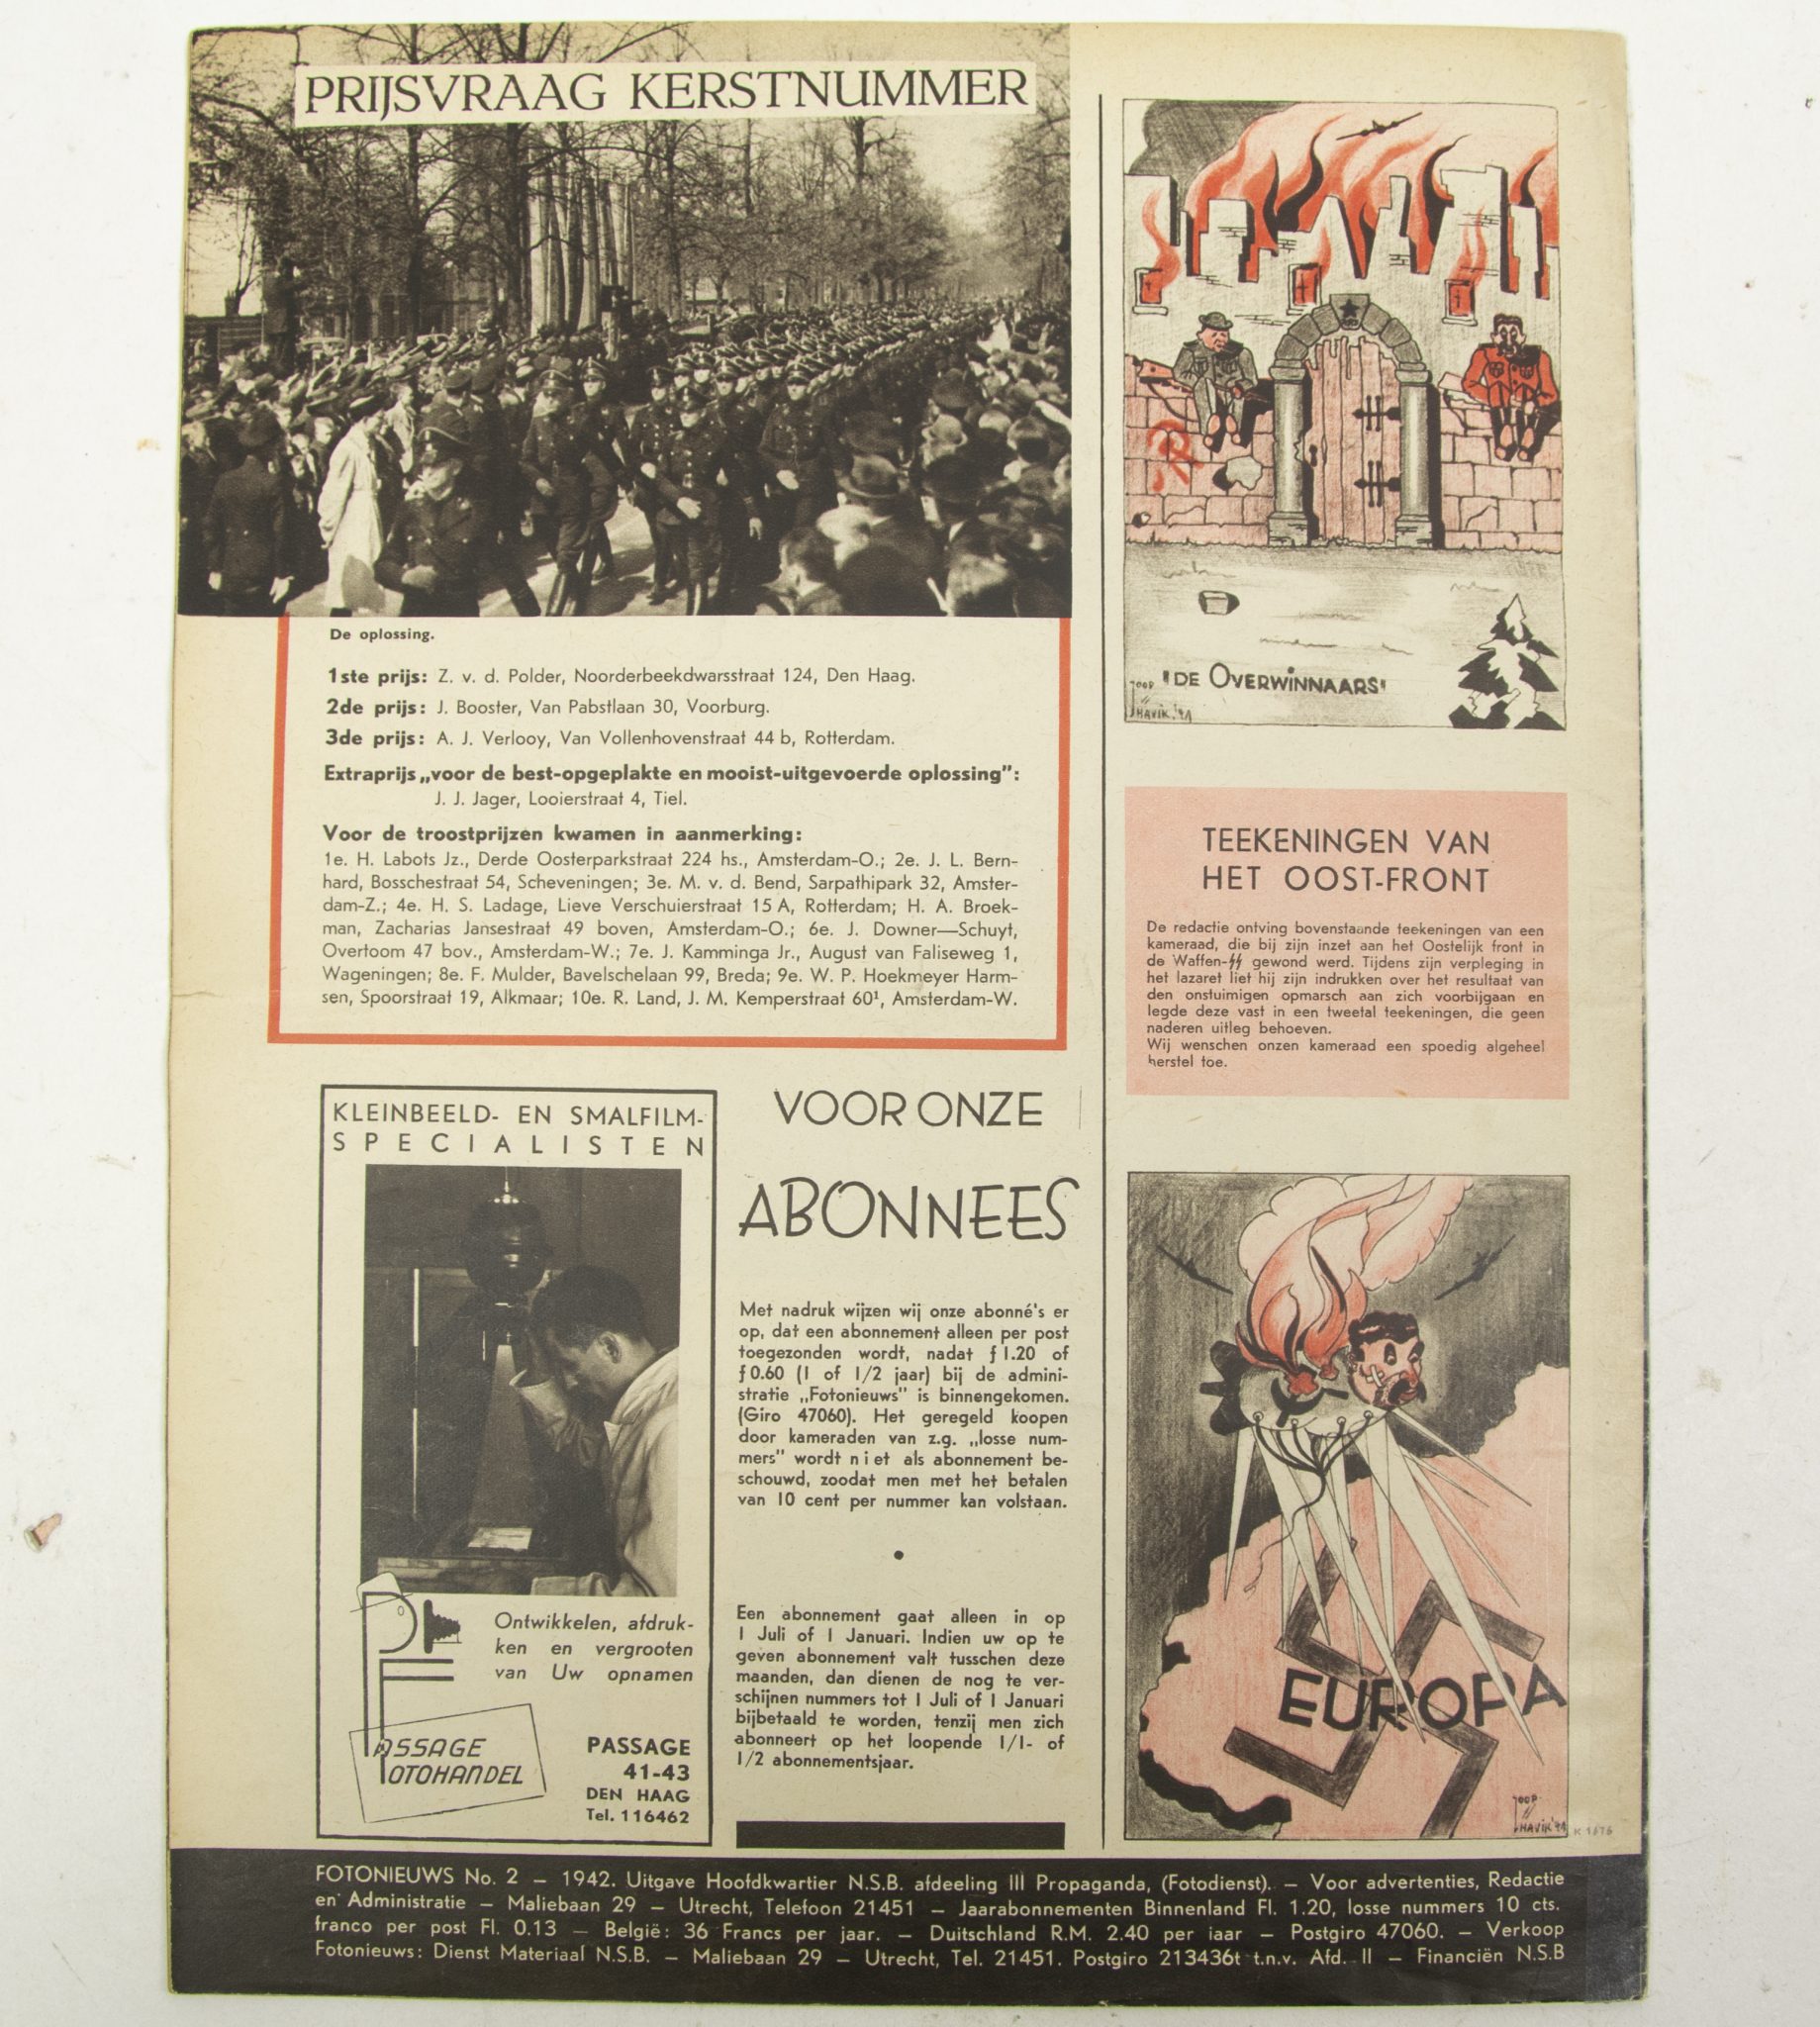 PRIJSVRAAG KERSTNUMMER
De oplossing.
1ste prijs: Z. v. d. Polder, Noorderbeekdwarsstraat 124, Den Haag.
2de prijs: J. Booster, Van Pabstlaan 30, Voorburg.
3de prijs: A. J. Verlooy, Van Vollenhovenstraat 44 b, Rotterdam.
Extraprijs „voor de best-opgeplakte en mooist-uitgevoerde oplossing":
J. J. Jager, Looierstraat 4, Tiel.
Voor de troostprijzen kwamen in aanmerking:
1e. H. Labots Jz., Derde Oosterparkstraat 224 hs., Amsterdam-O.; 2e. J. L. Bern-
hard, Bosschestraat 54, Scheveningen; 3e. M. v. d. Bend, Sarpathipark 32, Amster-
dam-Z.; 4e. H. S. Ladage, Lieve Verschuierstraat 15 A, Rotterdam; H. A. Broek-
man, Zacharias Jansestraat 49 boven, Amsterdam-O.; 6e. J. Downer—Schuyt,
Overtoom 47 bov., Amsterdam-W.; 7e. J. Kamminga Jr., August van Faliseweg 1,
Wageningen; 8e. F. Mulder, Bavelschelaan 99, Breda; 9e. W. P. Hoekmeyer Harm-
sen, Spoorstraat 19, Alkmaar; 10e. R. Land, J. M. Kemperstraat 60¹, Amsterdam-W.
KLEINBEELD- EN SMALFILM-
SPECIALISTEN
Ontwikkelen, afdruk-
ken en vergrooten
van Uw opnamen
PASSAGE
FOTOHANDEL
PASSAGE
41-43
DEN HAAG
Tel. 116462
VOOR ONZE
ABONNEES
Met nadruk wijzen wij onze abonné's er
op, dat een abonnement alleen per post
toegezonden wordt, nadat ƒ 1.20 of
ƒ 0.60 (1 of 1/2 jaar) bij de admini-
stratie „Fotonieuws" is binnengekomen.
(Giro 47060). Het geregeld koopen
door kameraden van z.g. „losse num-
mers" wordt niet als abonnement be-
schouwd, zoodat men met het betalen
van 10 cent per nummer kan volstaan.
Een abonnement gaat alleen in op
1 Juli of 1 Januari. Indien uw op te
geven abonnement valt tusschen deze
maanden, dan dienen de nog te ver-
schijnen nummers tot 1 Juli of 1 Januari
bijbetaald te worden, tenzij men zich
abonneert op het loopende 1/1- of
1/2 abonnementsjaar.
"DE OVERWINNAARS"
JOOP
HAVIK '41
TEEKENINGEN VAN
HET OOST-FRONT
De redactie ontving bovenstaande teekeningen van een
kameraad, die bij zijn inzet aan het Oostelijk front in
de Waffen-ϟϟ gewond werd. Tijdens zijn verpleging in
het lazaret liet hij zijn indrukken over het resultaat van
den onstuimigen opmarsch aan zich voorbijgaan en
legde deze vast in een tweetal teekeningen, die geen
naderen uitleg behoeven.
Wij wenschen onzen kameraad een spoedig algeheel
herstel toe.
EUROPA
JOOP
HAVIK '41
K 1376
FOTONIEUWS No. 2 — 1942. Uitgave Hoofdkwartier N.S.B. afdeeling III Propaganda, (Fotodienst). — Voor advertenties, Redactie
en Administratie — Maliebaan 29 — Utrecht, Telefoon 21451 — Jaarabonnementen Binnenland Fl. 1.20, losse nummers 10 cts.
franco per post Fl. 0.13 — België: 36 Francs per jaar. — Duitschland R.M. 2.40 per jaar — Postgiro 47060. — Verkoop
Fotonieuws: Dienst Materiaal N.S.B. — Maliebaan 29 — Utrecht, Tel. 21451. Postgiro 213436t t.n.v. Afd. II — Financiën N.S.B